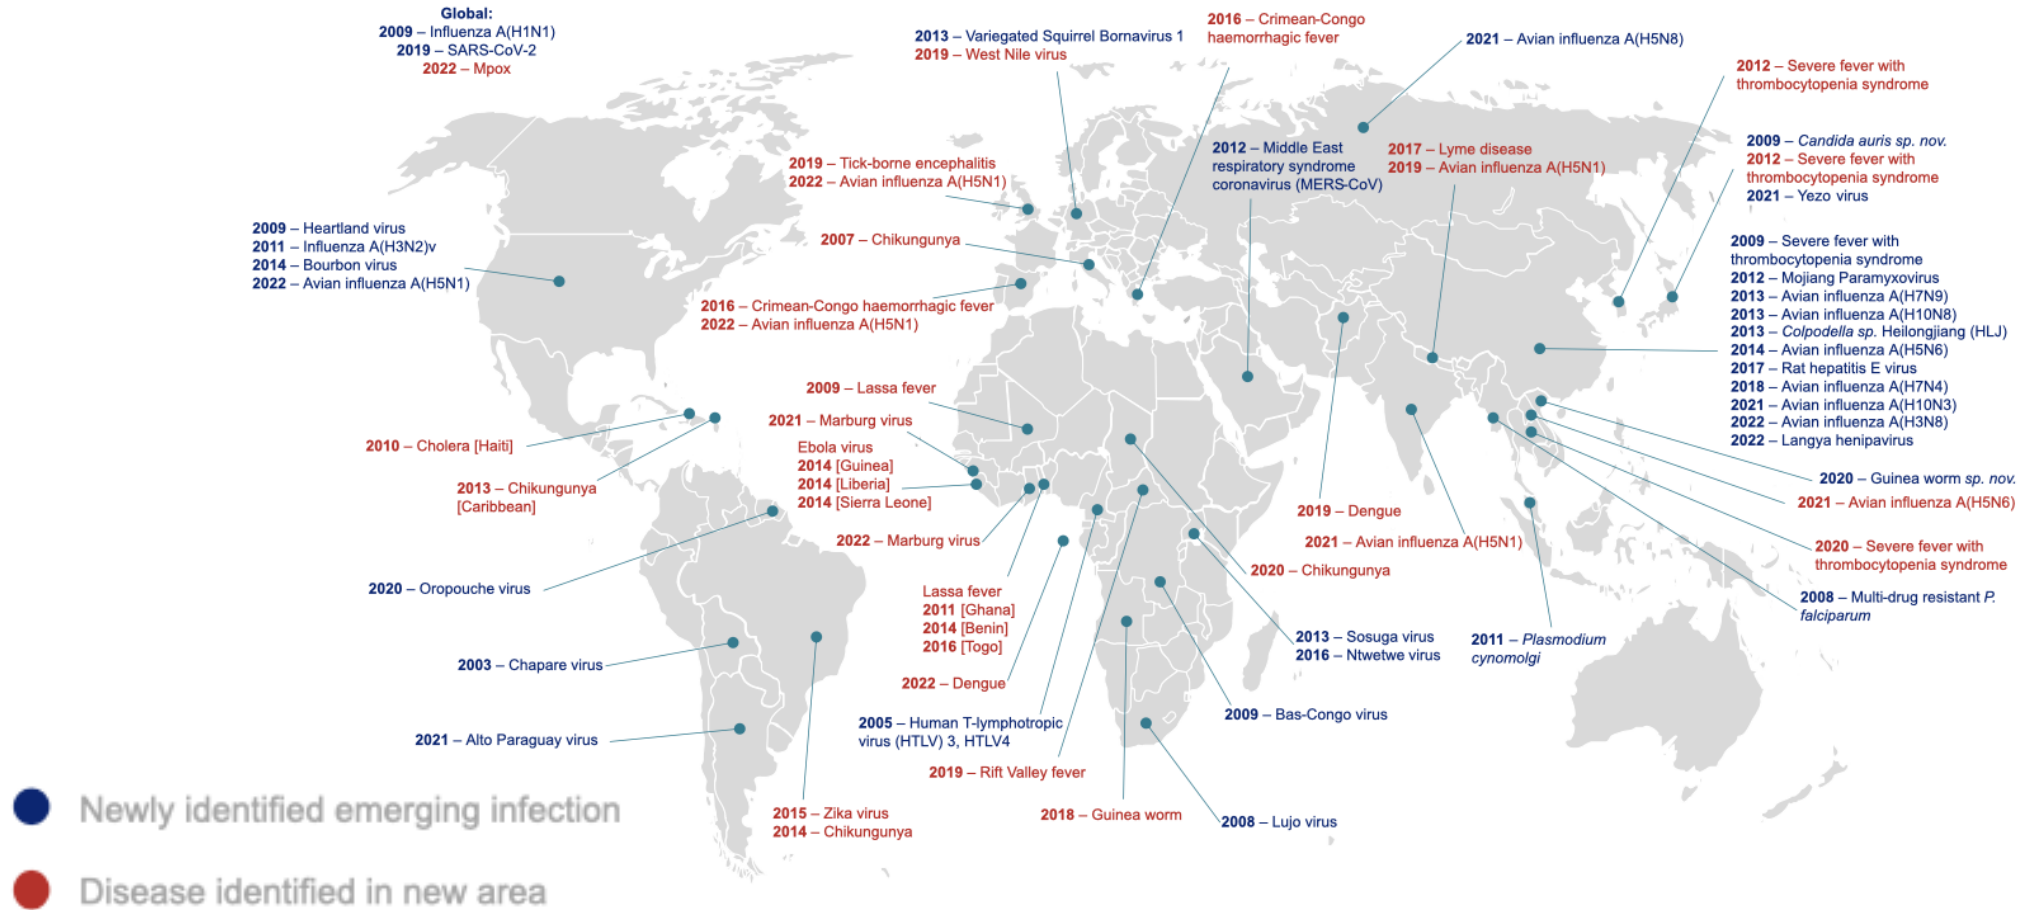 Global:
2009 – Influenza A(H1N1)
2019 – SARS-CoV-2
2022 – Mpox
2013 – Variegated Squirrel Bornavirus 1
2019 – West Nile virus
2016 – Crimean-Congo
haemorrhagic fever
2021 – Avian influenza A(H5N8)
2012 – Severe fever with
thrombocytopenia syndrome
2009 – Candida auris sp. nov.
2012 – Severe fever with
thrombocytopenia syndrome
2021 – Yezo virus
2012 – Middle East
respiratory syndrome
coronavirus (MERS-CoV)
2017 – Lyme disease
2019 – Avian influenza A(H5N1)
2019 – Tick-borne encephalitis
2022 – Avian influenza A(H5N1)
2009 – Heartland virus
2011 – Influenza A(H3N2)v
2014 – Bourbon virus
2022 – Avian influenza A(H5N1)
2007 – Chikungunya
2016 – Crimean-Congo haemorrhagic fever
2022 – Avian influenza A(H5N1)
2009 – Severe fever with
thrombocytopenia syndrome
2012 – Mojiang Paramyxovirus
2013 – Avian influenza A(H7N9)
2013 – Avian influenza A(H10N8)
2013 – Colpodella sp. Heilongjiang (HLJ)
2014 – Avian influenza A(H5N6)
2017 – Rat hepatitis E virus
2018 – Avian influenza A(H7N4)
2021 – Avian influenza A(H10N3)
2022 – Avian influenza A(H3N8)
2022 – Langya henipavirus
2009 – Lassa fever
2021 – Marburg virus
Ebola virus
2014 [Guinea]
2014 [Liberia]
2014 [Sierra Leone]
2022 – Marburg virus
2010 – Cholera [Haiti]
2013 – Chikungunya
[Caribbean]
2020 – Guinea worm sp. nov.
2021 – Avian influenza A(H5N6)
2019 – Dengue
2021 – Avian influenza A(H5N1)
2020 – Severe fever with
thrombocytopenia syndrome
2020 – Chikungunya
2020 – Oropouche virus
Lassa fever
2011 [Ghana]
2014 [Benin]
2016 [Togo]
2008 – Multi-drug resistant P.
falciparum
2013 – Sosuga virus
2016 – Ntwetwe virus
2011 – Plasmodium
cynomolgi
2003 – Chapare virus
2022 – Dengue
2005 – Human T-lymphotropic
virus (HTLV) 3, HTLV4
2009 – Bas-Congo virus
2021 – Alto Paraguay virus
2019 – Rift Valley fever
2015 – Zika virus
2014 – Chikungunya
2018 – Guinea worm
2008 – Lujo virus
Newly identified emerging infection
Disease identified in new area